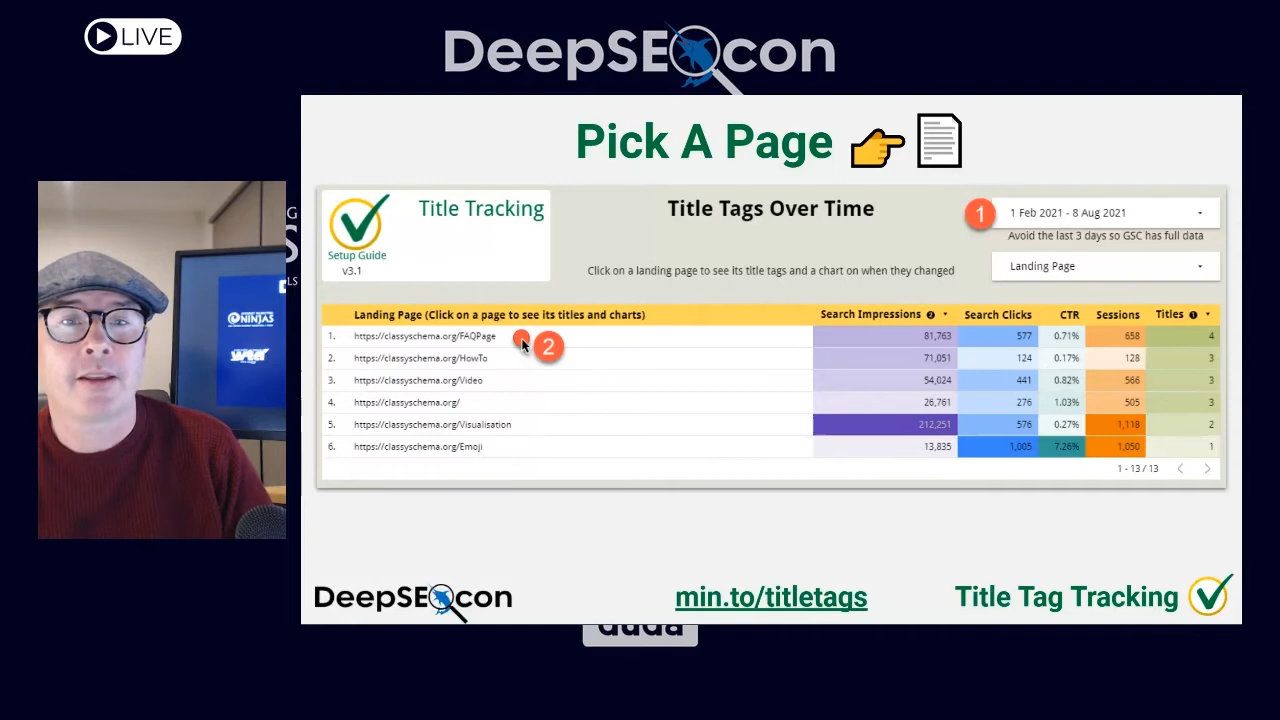 LIVE
DeepSEOcon
Pick A Page
Title Tracking
Setup Guide
v3.1
Title Tags Over Time
Click on a landing page to see its title tags and a chart on when they changed
1
1 Feb 2021 - 8 Aug 2021
Avoid the last 3 days so GSC has full data
Landing Page
Landing Page (Click on a page to see its titles and charts) Search Impressions Search Clicks CTR Sessions Titles
1. https://classyschema.org/FAQPage 81,763 577 0.71% 658 4
2
2. https://classyschema.org/HowTo 71,051 124 0.17% 128 3
3. https://classyschema.org/Video 54,024 441 0.82% 566 3
4. https://classyschema.org/ 26,761 276 1.03% 505 3
5. https://classyschema.org/Visualisation 212,251 576 0.27% 1,118 2
6. https://classyschema.org/Emoji 13,835 1,005 7.26% 1,050 1
1 - 13 / 13
DeepSEOcon
min.to/titletags
Title Tag Tracking
duda
G
S
LS
NINJAS